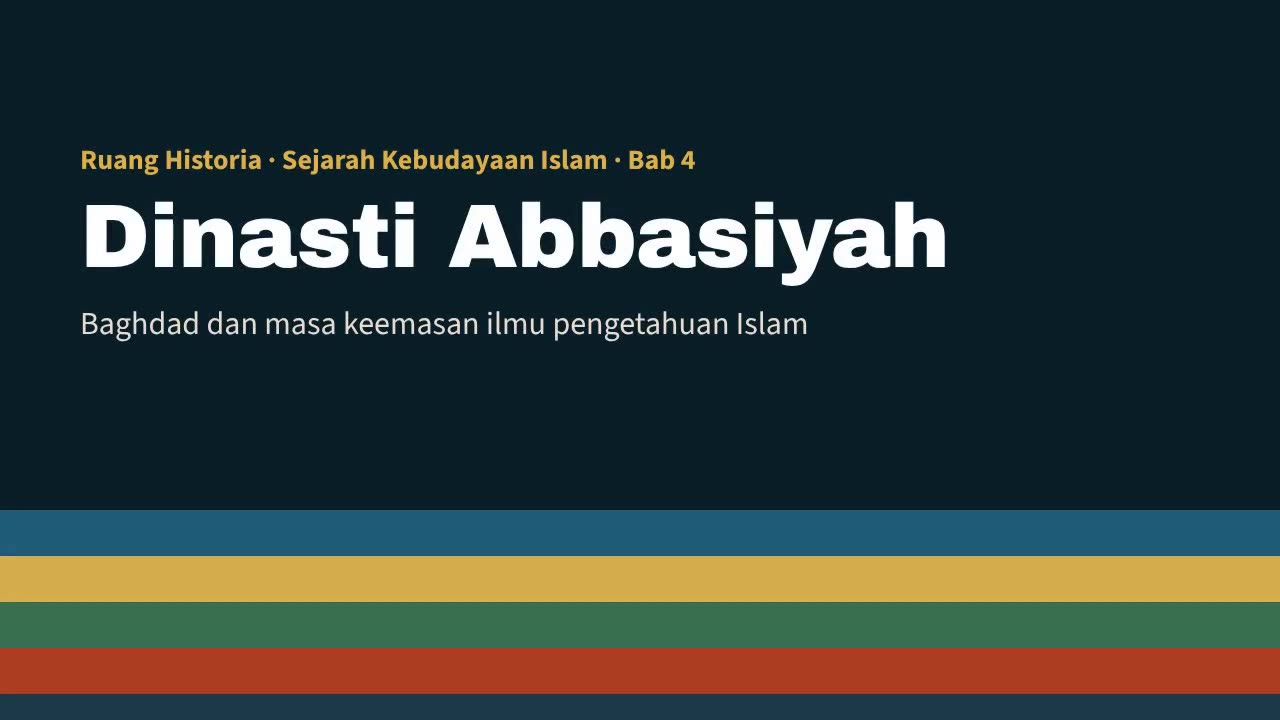 Ruang Historia · Sejarah Kebudayaan Islam · Bab 4
Dinasti Abbasiyah
Baghdad dan masa keemasan ilmu pengetahuan Islam